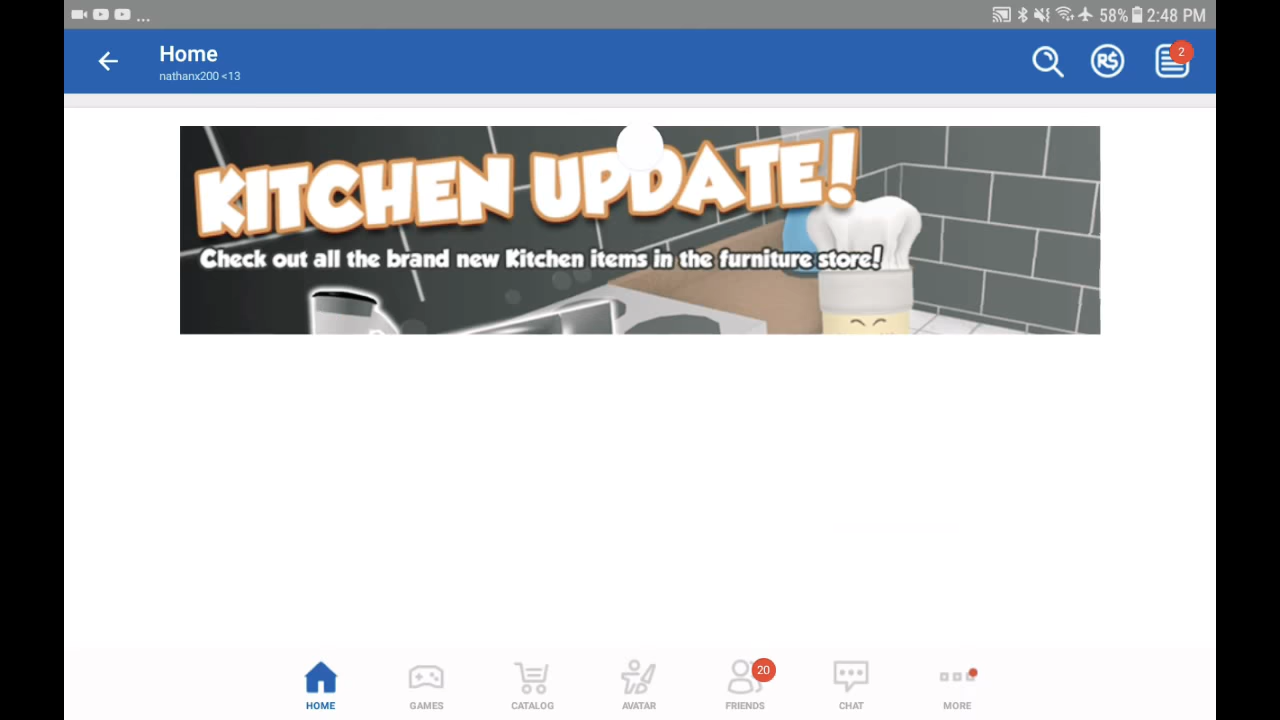 ... 58% 2:48 PM
Home
nathanx200 <13
R$
2
KITCHEN UPDATE!
Check out all the brand new Kitchen items in the furniture store!
20
HOME GAMES CATALOG AVATAR FRIENDS CHAT MORE